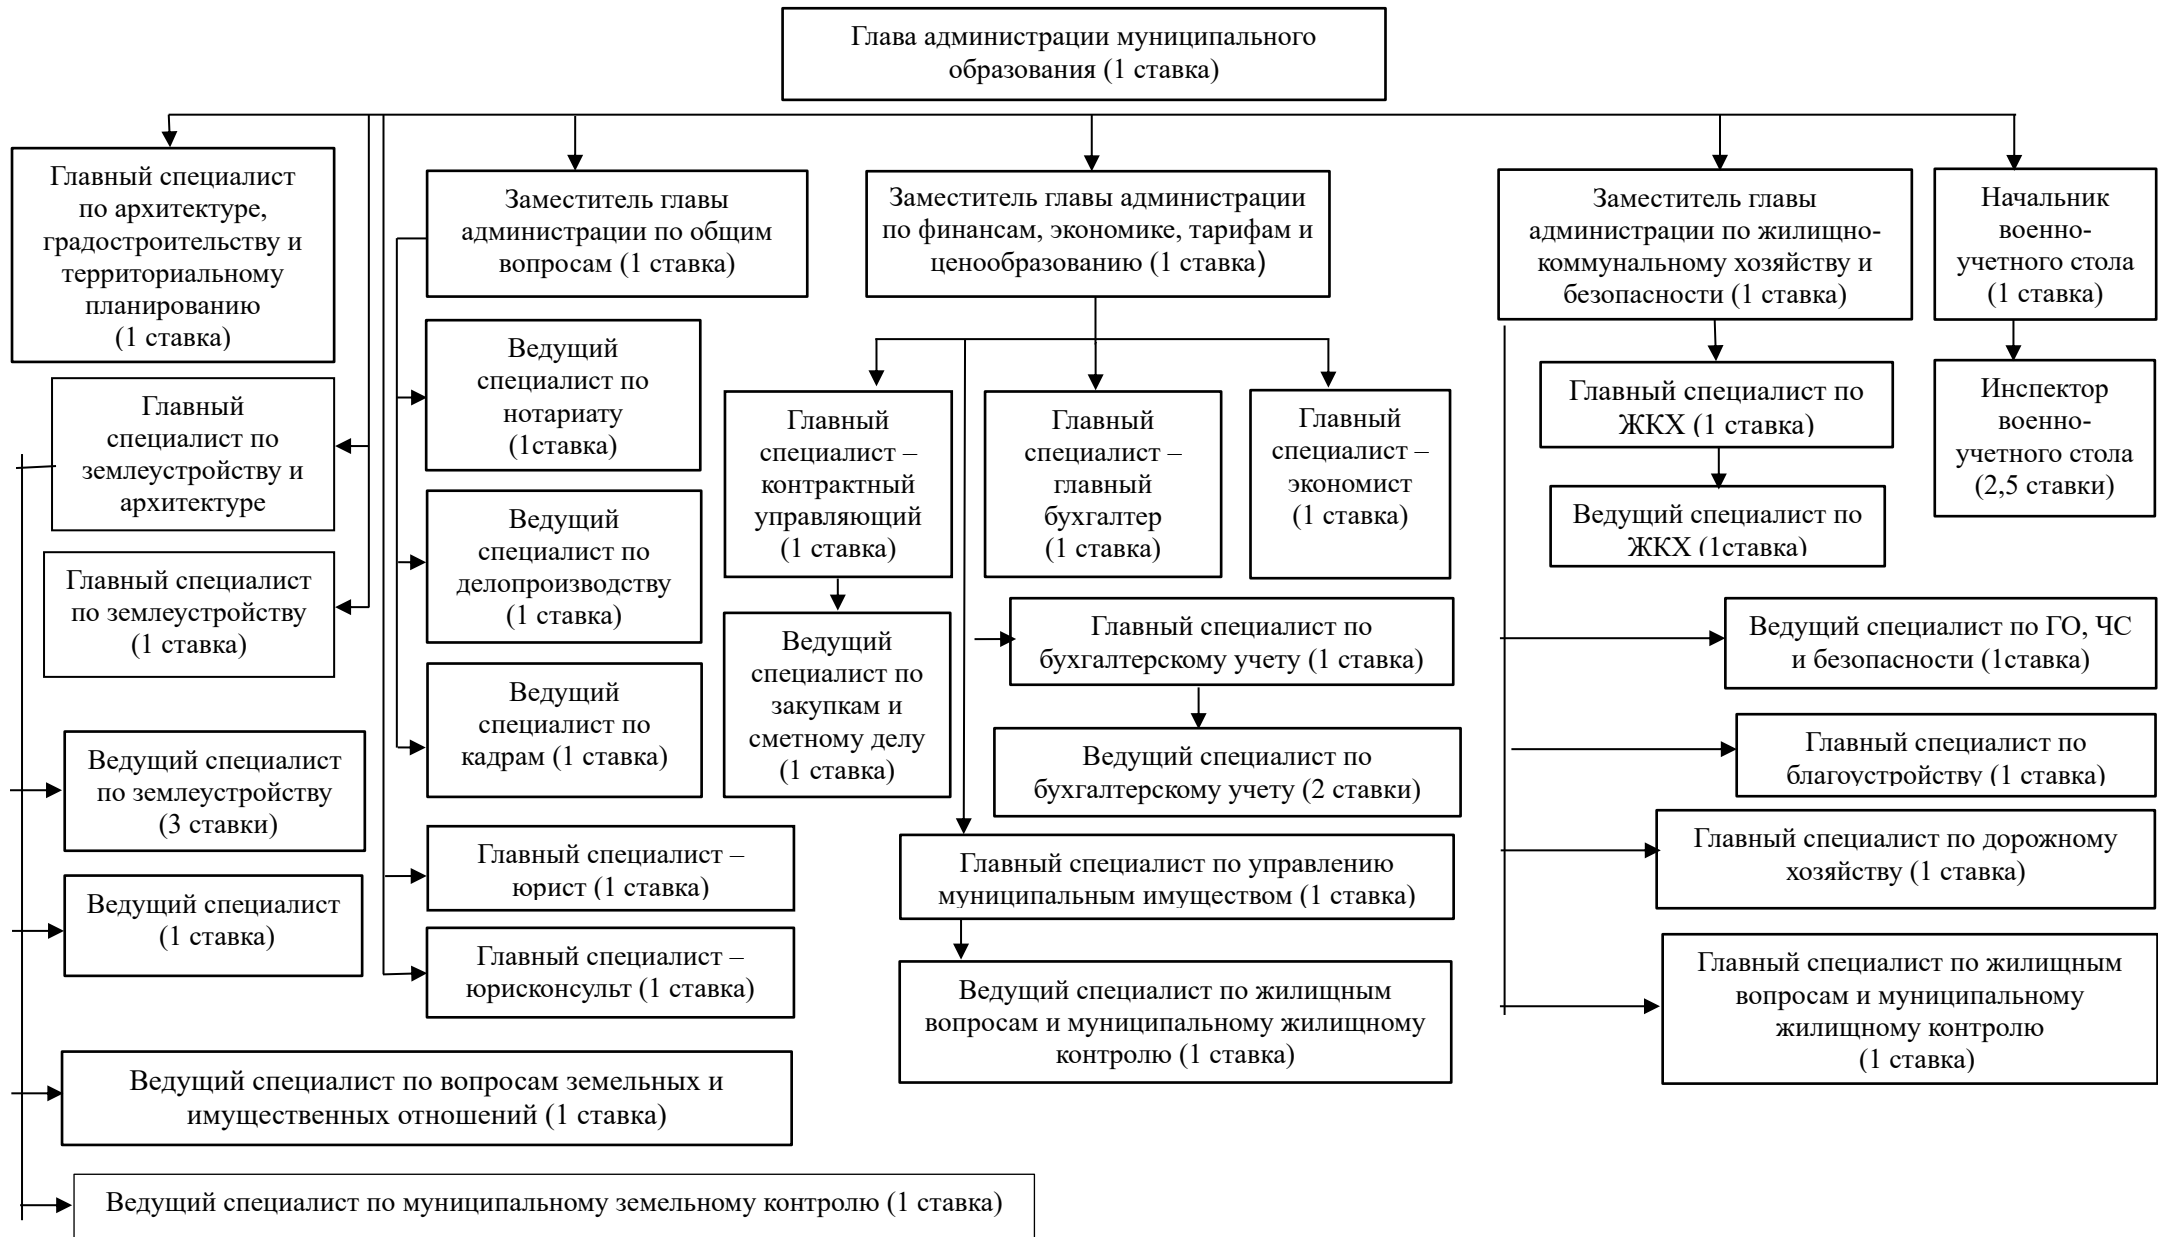 Глава администрации муниципального
образования (1 ставка)
Главный специалист
по архитектуре,
градостроительству и
территориальному
планированию
(1 ставка)
Главный
специалист по
землеустройству и
архитектуре
Главный специалист
по землеустройству
(1 ставка)
Ведущий специалист
по землеустройству
(3 ставки)
Ведущий специалист
(1 ставка)
Ведущий специалист по вопросам земельных и
имущественных отношений (1 ставка)
Ведущий специалист по муниципальному земельному контролю (1 ставка)
Заместитель главы
администрации по общим
вопросам (1 ставка)
Ведущий
специалист по
нотариату
(1ставка)
Ведущий
специалист по
делопроизводству
(1 ставка)
Ведущий
специалист по
кадрам (1 ставка)
Главный специалист –
юрист (1 ставка)
Главный специалист –
юрисконсульт (1 ставка)
Заместитель главы администрации
по финансам, экономике, тарифам и
ценообразованию (1 ставка)
Главный
специалист –
контрактный
управляющий
(1 ставка)
Ведущий
специалист по
закупкам и
сметному делу
(1 ставка)
Главный
специалист –
главный
бухгалтер
(1 ставка)
Главный
специалист –
экономист
(1 ставка)
Главный специалист по
бухгалтерскому учету (1 ставка)
Ведущий специалист по
бухгалтерскому учету (2 ставки)
Главный специалист по управлению
муниципальным имуществом (1 ставка)
Ведущий специалист по жилищным
вопросам и муниципальному жилищному
контролю (1 ставка)
Заместитель главы
администрации по жилищно-
коммунальному хозяйству и
безопасности (1 ставка)
Главный специалист по
ЖКХ (1 ставка)
Ведущий специалист по
ЖКХ (1ставка)
Ведущий специалист по ГО, ЧС
и безопасности (1ставка)
Главный специалист по
благоустройству (1 ставка)
Главный специалист по дорожному
хозяйству (1 ставка)
Главный специалист по жилищным
вопросам и муниципальному
жилищному контролю
(1 ставка)
Начальник
военно-
учетного стола
(1 ставка)
Инспектор
военно-
учетного стола
(2,5 ставки)